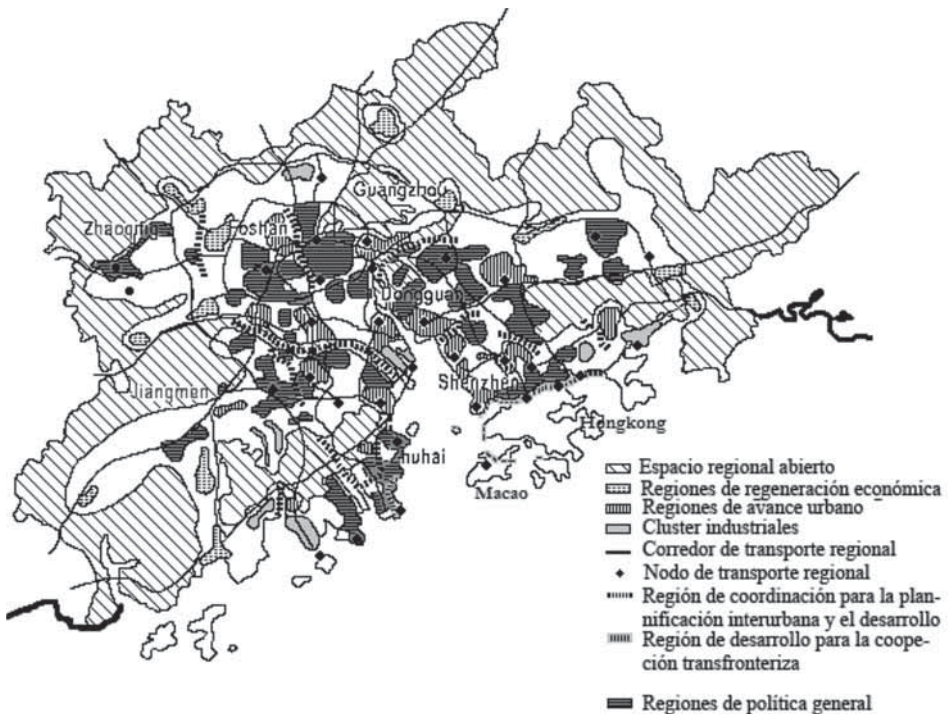 Guangzhou
Zhaoqing
Foshan
Dongguan
Jiangmen
Shenzhen
Hongkong
Zhuhai
Macao
Espacio regional abierto
Regiones de regeneración económica
Regiones de avance urbano
Cluster industriales
Corredor de transporte regional
Nodo de transporte regional
Región de coordinación para la plan-
nificación interurbana y el desarrollo
Región de desarrollo para la coope-
ción transfronteriza
Regiones de política general